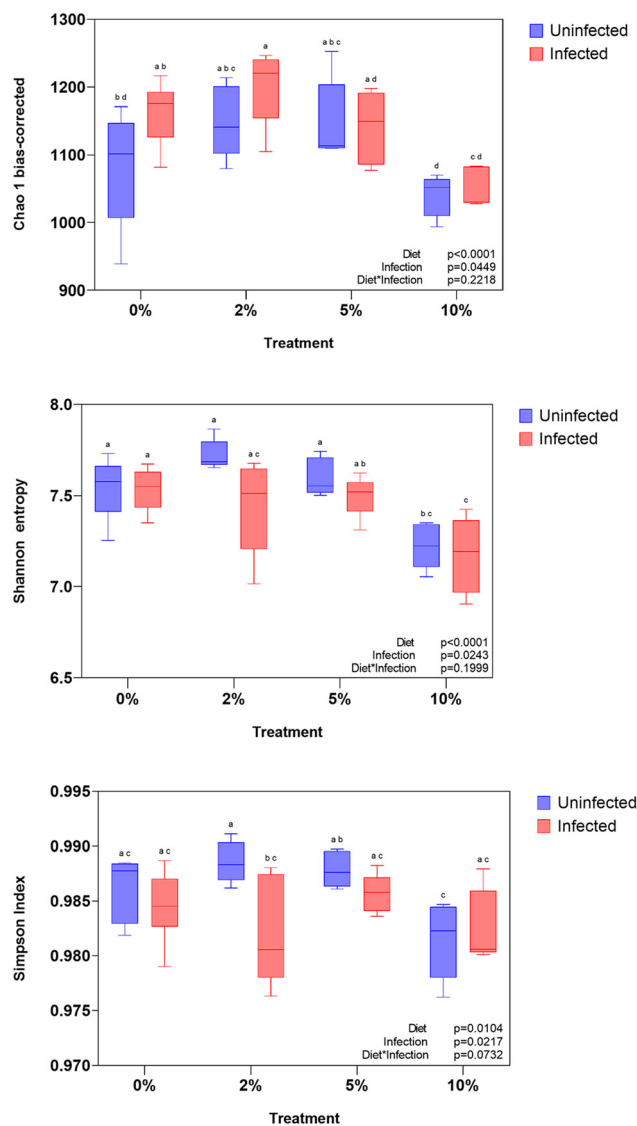 1300
1200
1100
1000
900
Chao 1 bias-corrected
b d
a b
a b c
a
a b c
a d
d
c d
Uninfected
Infected
Diet p<0.0001
Infection p=0.0449
Diet*Infection p=0.2218
0% 2% 5% 10%
Treatment
8.0
7.5
7.0
6.5
Shannon entropy
a
a
a
a c
a
a b
b c
c
Uninfected
Infected
Diet p<0.0001
Infection p=0.0243
Diet*Infection p=0.1999
0% 2% 5% 10%
Treatment
0.995
0.990
0.985
0.980
0.975
0.970
Simpson Index
a c
a c
a
b c
a b
a c
c
a c
Uninfected
Infected
Diet p=0.0104
Infection p=0.0217
Diet*Infection p=0.0732
0% 2% 5% 10%
Treatment